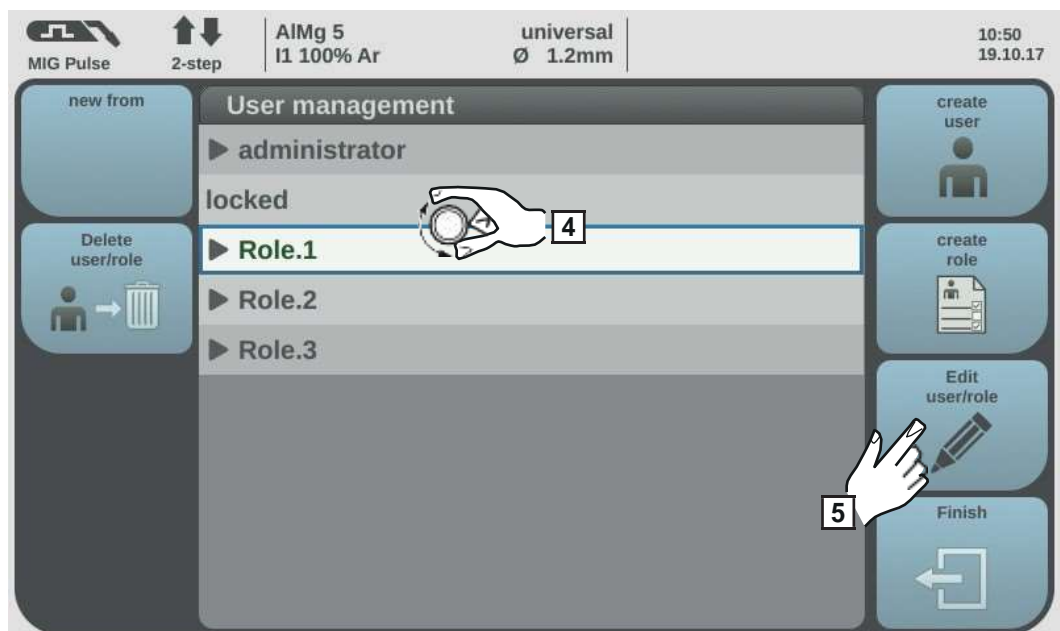 MIG Pulse
2-step
AlMg 5
I1 100% Ar
universal
Ø 1.2mm
10:50
19.10.17
new from
Delete
user/role
User management
administrator
locked
Role.1
Role.2
Role.3
4
create
user
create
role
Edit
user/role
5
Finish